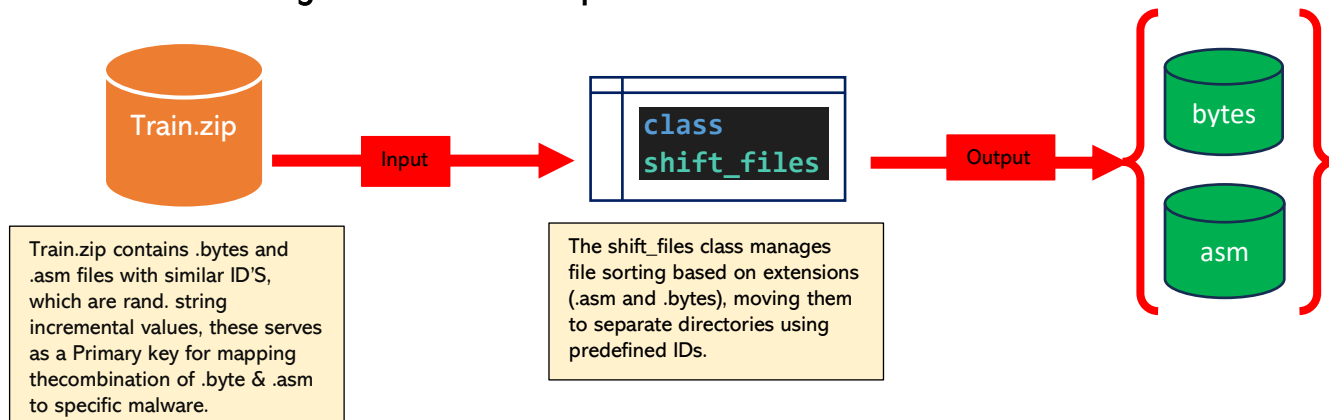 Train.zip
Input
class
shift_files
Output
bytes
asm
Train.zip contains .bytes and
.asm files with similar ID’S,
which are rand. string
incremental values, these serves
as a Primary key for mapping
thecombination of .byte & .asm
to specific malware.
The shift_files class manages
file sorting based on extensions
(.asm and .bytes), moving them
to separate directories using
predefined IDs.